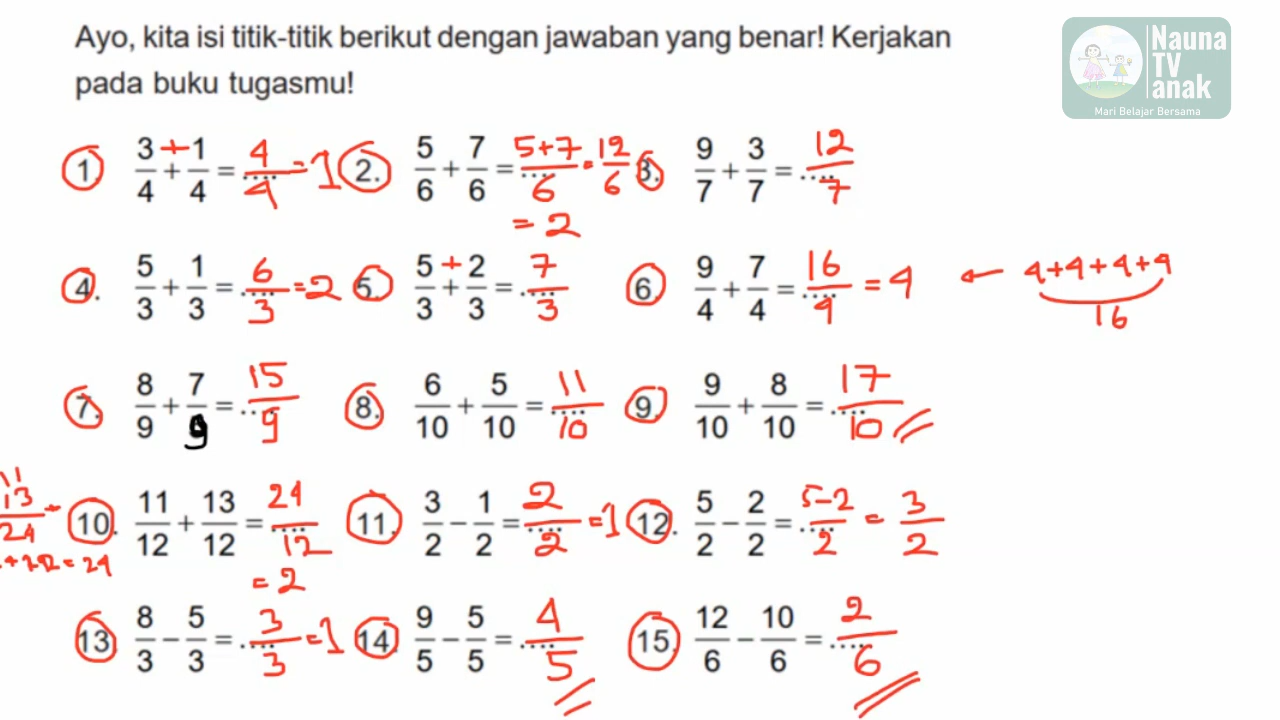 Ayo, kita isi titik-titik berikut dengan jawaban yang benar! Kerjakan
pada buku tugasmu!
Nauna
TV
anak
Mari Belajar Bersama
1 3/4 + 1/4 = .... 4/4 = 1
2. 5/6 + 7/6 = .... 5+7/6 = 12/6
= 2
3. 9/7 + 3/7 = .... 12/7
4. 5/3 + 1/3 = .... 6/3 = 2
5. 5/3 + 2/3 = .... 7/3
6. 9/4 + 7/4 = .... 16/4 = 4 ← 4+4+4+4
16
7. 8/9 + 7/9 = .... 15/9
8. 6/10 + 5/10 = .... 11/10
9. 9/10 + 8/10 = .... 17/10
11
13
24
+12=24
10. 11/12 + 13/12 = .... 24/12
= 2
11. 3/2 − 1/2 = .... 2/2 = 1
12. 5/2 − 2/2 = .... 5-2/2 = 3/2
13 8/3 − 5/3 = .... 3/3 = 1
14. 9/5 − 5/5 = .... 4/5
15. 12/6 − 10/6 = .... 2/6